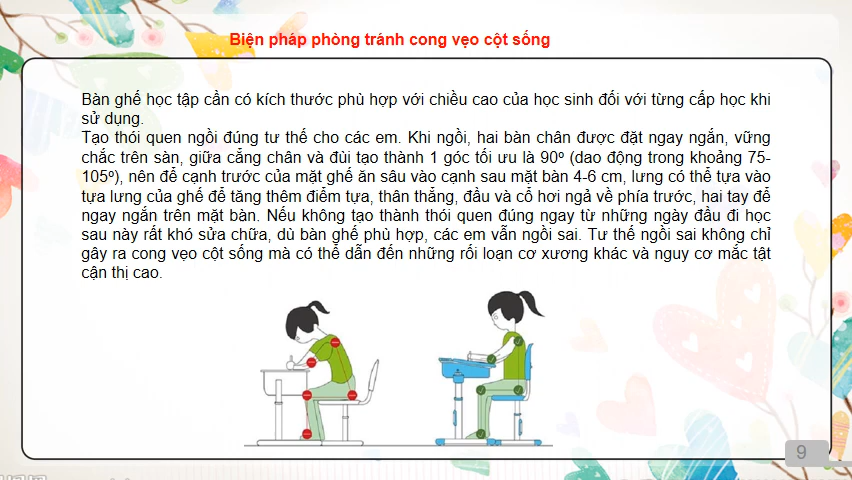 Biện pháp phòng tránh cong vẹo cột sống
Bàn ghế học tập cần có kích thước phù hợp với chiều cao của học sinh đối với từng cấp học khi
sử dụng.
Tạo thói quen ngồi đúng tư thế cho các em. Khi ngồi, hai bàn chân được đặt ngay ngắn, vững
chắc trên sàn, giữa cẳng chân và đùi tạo thành 1 góc tối ưu là 90º (dao động trong khoảng 75-
105º), nên để cạnh trước của mặt ghế ăn sâu vào cạnh sau mặt bàn 4-6 cm, lưng có thể tựa vào
tựa lưng của ghế để tăng thêm điểm tựa, thân thẳng, đầu và cổ hơi ngả về phía trước, hai tay để
ngay ngắn trên mặt bàn. Nếu không tạo thành thói quen đúng ngay từ những ngày đầu đi học
sau này rất khó sửa chữa, dù bàn ghế phù hợp, các em vẫn ngồi sai. Tư thế ngồi sai không chỉ
gây ra cong vẹo cột sống mà có thể dẫn đến những rối loạn cơ xương khác và nguy cơ mắc tật
cận thị cao.
9